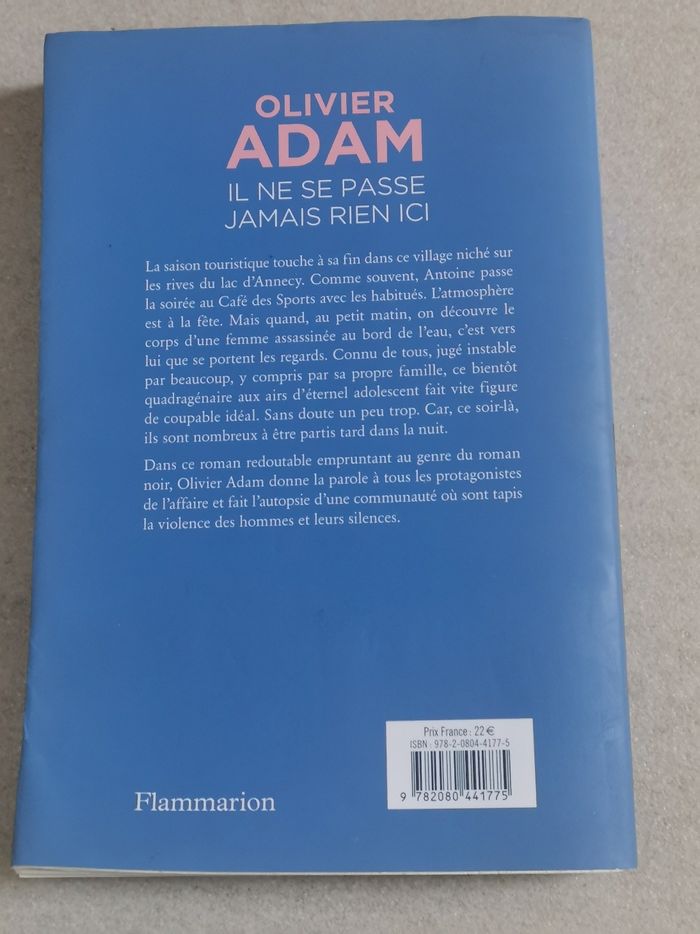 OLIVIER
ADAM
IL NE SE PASSE
JAMAIS RIEN ICI
La saison touristique touche à sa fin dans ce village niché sur
les rives du lac d’Annecy. Comme souvent, Antoine passe
la soirée au Café des Sports avec les habitués. L’atmosphère
est à la fête. Mais quand, au petit matin, on découvre le
corps d’une femme assassinée au bord de l’eau, c’est vers
lui que se portent les regards. Connu de tous, jugé instable
par beaucoup, y compris par sa propre famille, ce bientôt
quadragénaire aux airs d’éternel adolescent fait vite figure
de coupable idéal. Sans doute un peu trop. Car, ce soir-là,
ils sont nombreux à être partis tard dans la nuit.
Dans ce roman redoutable empruntant au genre du roman
noir, Olivier Adam donne la parole à tous les protagonistes
de l’affaire et fait l’autopsie d’une communauté où sont tapis
la violence des hommes et leurs silences.
Prix France : 22 €
ISBN : 978-2-0804-4177-5
9 782080 441775
Flammarion